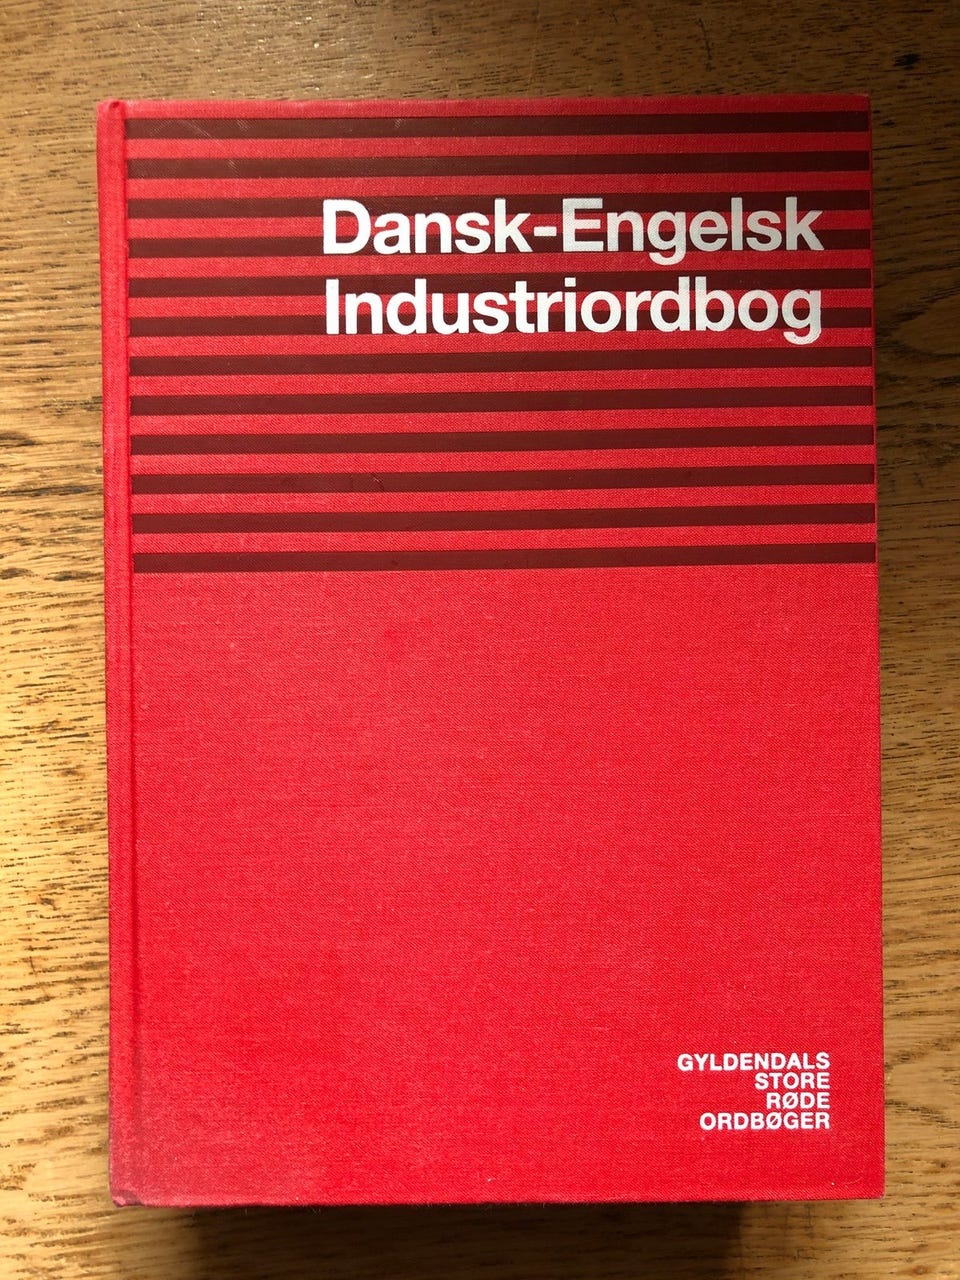 Dansk-Engelsk
Industriordbog
GYLDENDALS
STORE
RØDE
ORDBØGER